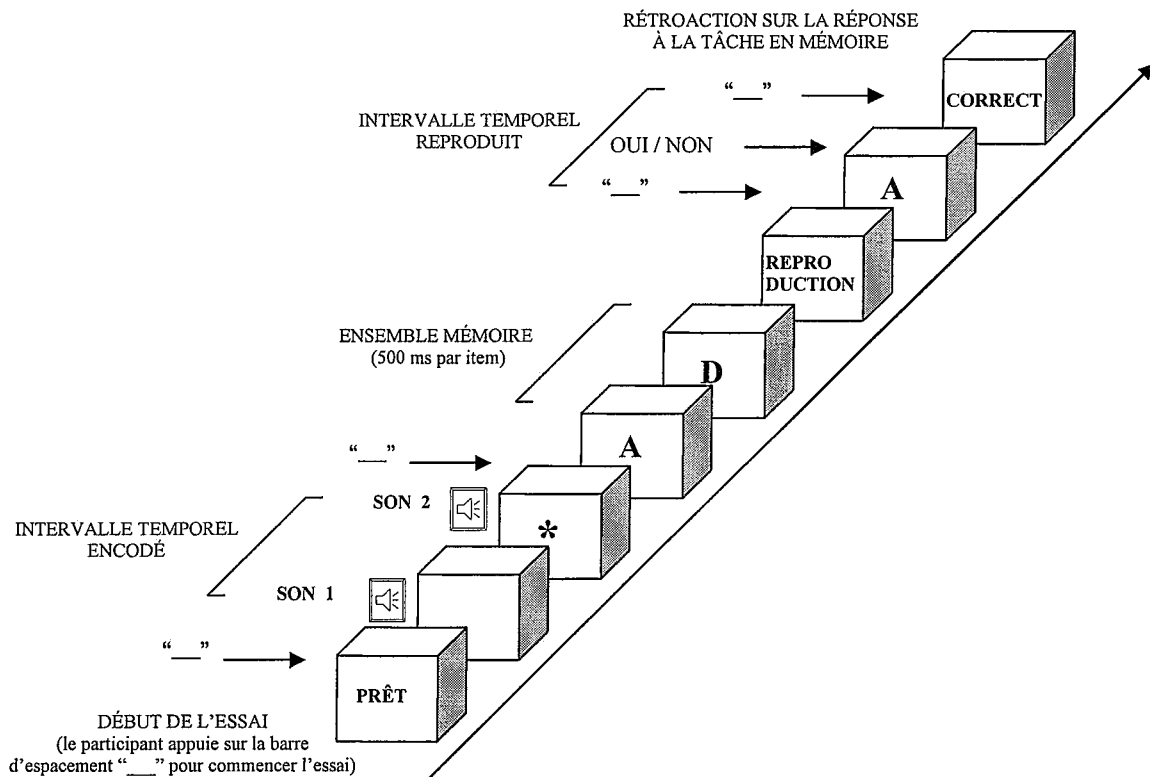 RÉTROACTION SUR LA RÉPONSE
À LA TÂCHE EN MÉMOIRE
“__”
CORRECT
INTERVALLE TEMPOREL
REPRODUIT
OUI / NON
A
“__”
REPRO
DUCTION
ENSEMBLE MÉMOIRE
(500 ms par item)
D
A
“__”
SON 2
*
INTERVALLE TEMPOREL
ENCODÉ
SON 1
“__”
PRÊT
DÉBUT DE L’ESSAI
(le participant appuie sur la barre
d’espacement “__” pour commencer l’essai)